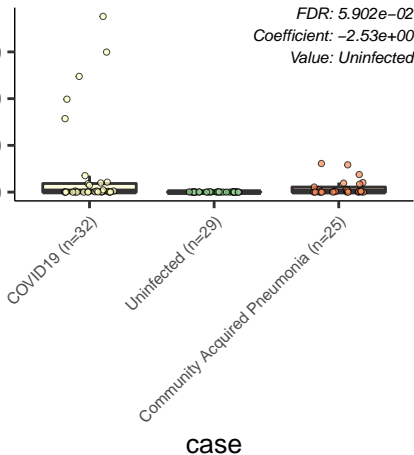 FDR: 5.902e−02
Coefficient: −2.53e+00
Value: Uninfected
COVID19 (n=32)
Uninfected (n=29)
Community Acquired Pneumonia (n=25)
case